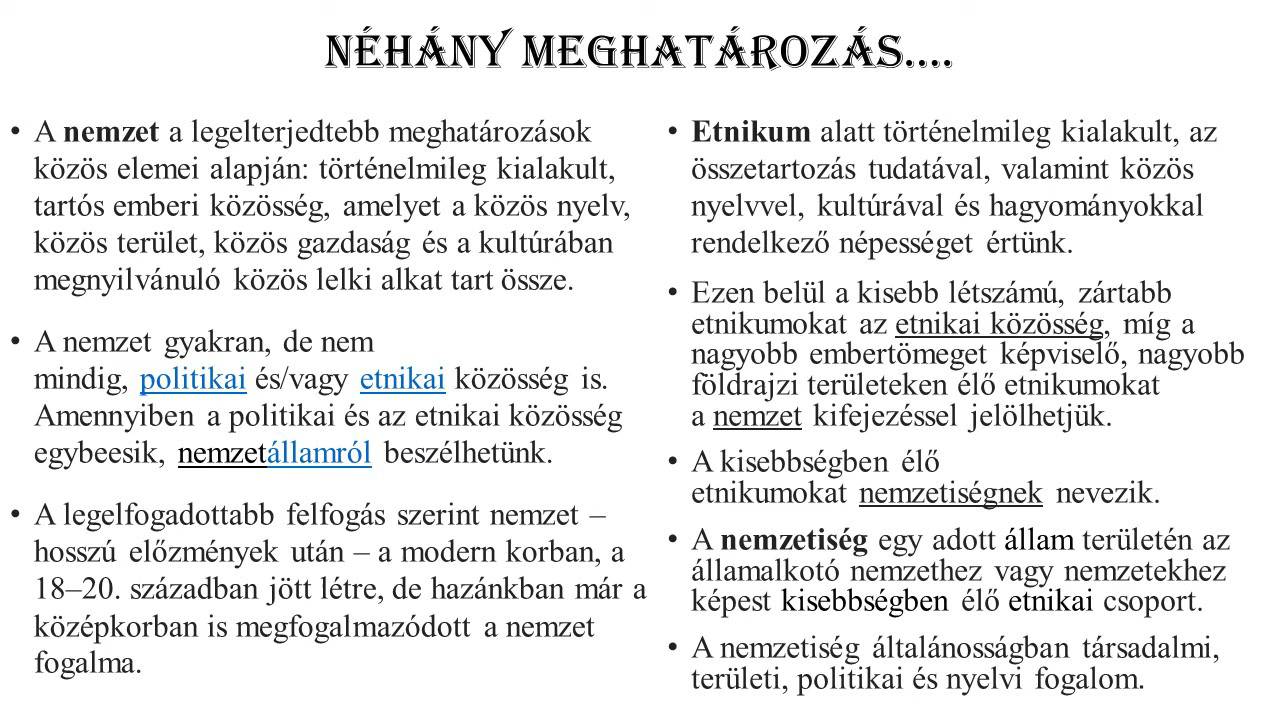 NÉHÁNY MEGHATÁROZÁS....
• A nemzet a legelterjedtebb meghatározások
közös elemei alapján: történelmileg kialakult,
tartós emberi közösség, amelyet a közös nyelv,
közös terület, közös gazdaság és a kultúrában
megnyilvánuló közös lelki alkat tart össze.
• A nemzet gyakran, de nem
mindig, politikai és/vagy etnikai közösség is.
Amennyiben a politikai és az etnikai közösség
egybeesik, nemzetállamról beszélhetünk.
• A legelfogadottabb felfogás szerint nemzet –
hosszú előzmények után – a modern korban, a
18–20. században jött létre, de hazánkban már a
középkorban is megfogalmazódott a nemzet
fogalma.
• Etnikum alatt történelmileg kialakult, az
összetartozás tudatával, valamint közös
nyelvvel, kultúrával és hagyományokkal
rendelkező népességet értünk.
• Ezen belül a kisebb létszámú, zártabb
etnikumokat az etnikai közösség, míg a
nagyobb embertömeget képviselő, nagyobb
földrajzi területeken élő etnikumokat
a nemzet kifejezéssel jelölhetjük.
• A kisebbségben élő
etnikumokat nemzetiségnek nevezik.
• A nemzetiség egy adott állam területén az
államalkotó nemzethez vagy nemzetekhez
képest kisebbségben élő etnikai csoport.
• A nemzetiség általánosságban társadalmi,
területi, politikai és nyelvi fogalom.